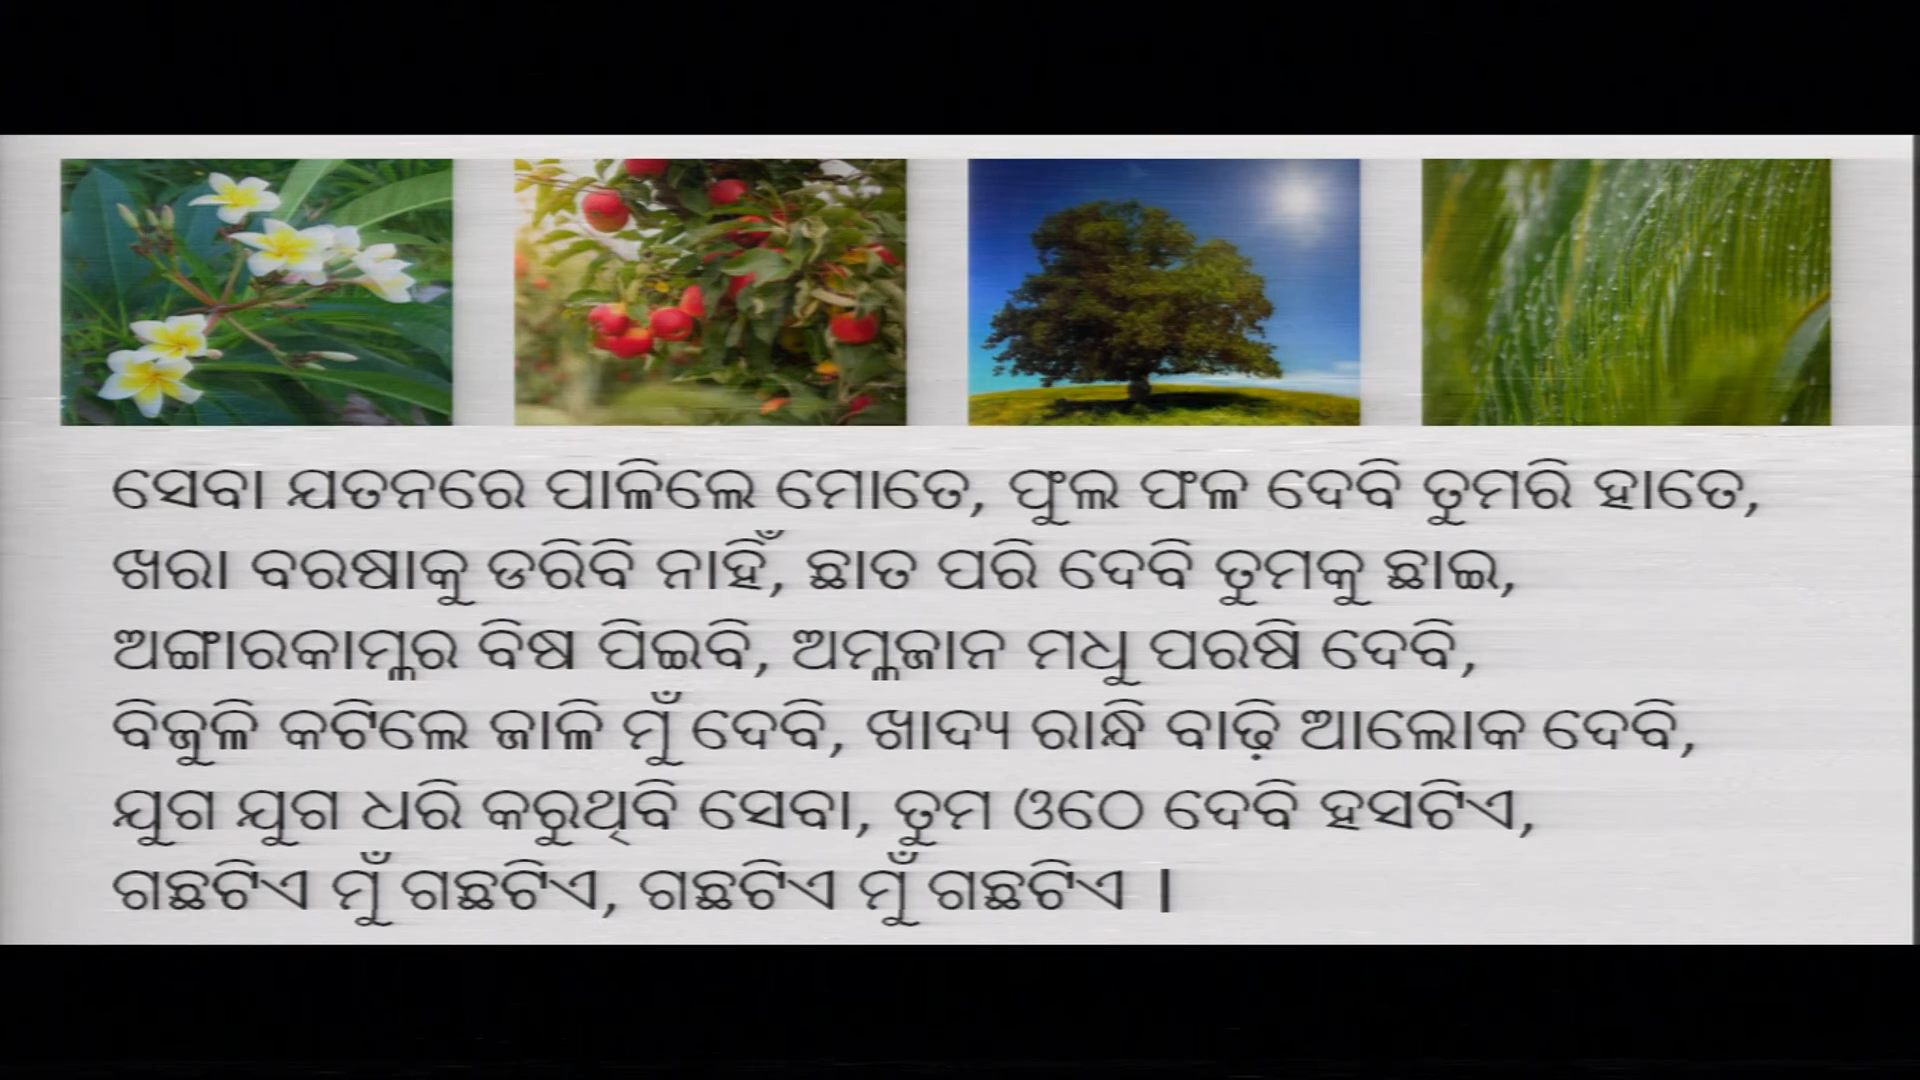 ସେବା ଯତନରେ ପାଳିଲେ ମୋତେ, ଫୁଲ ଫଳ ଦେବି ତୁମରି ହାତେ,
ଖରା ବରଷାକୁ ଡରିବି ନାହିଁ, ଛାତ ପରି ଦେବି ତୁମକୁ ଛାଇ,
ଅଙ୍ଗାରକାମ୍ଳର ବିଷ ପିଇବି, ଅମ୍ଳଜାନ ମଧୁ ପରଷି ଦେବି,
ବିଜୁଳି କଟିଲେ ଜାଳି ମୁଁ ଦେବି, ଖାଦ୍ୟ ରାନ୍ଧି ବାଢ଼ି ଆଲୋକ ଦେବି,
ଯୁଗ ଯୁଗ ଧରି କରୁଥିବି ସେବା, ତୁମ ଓଠେ ଦେବି ହସଟିଏ,
ଗଛଟିଏ ମୁଁ ଗଛଟିଏ, ଗଛଟିଏ ମୁଁ ଗଛଟିଏ ।